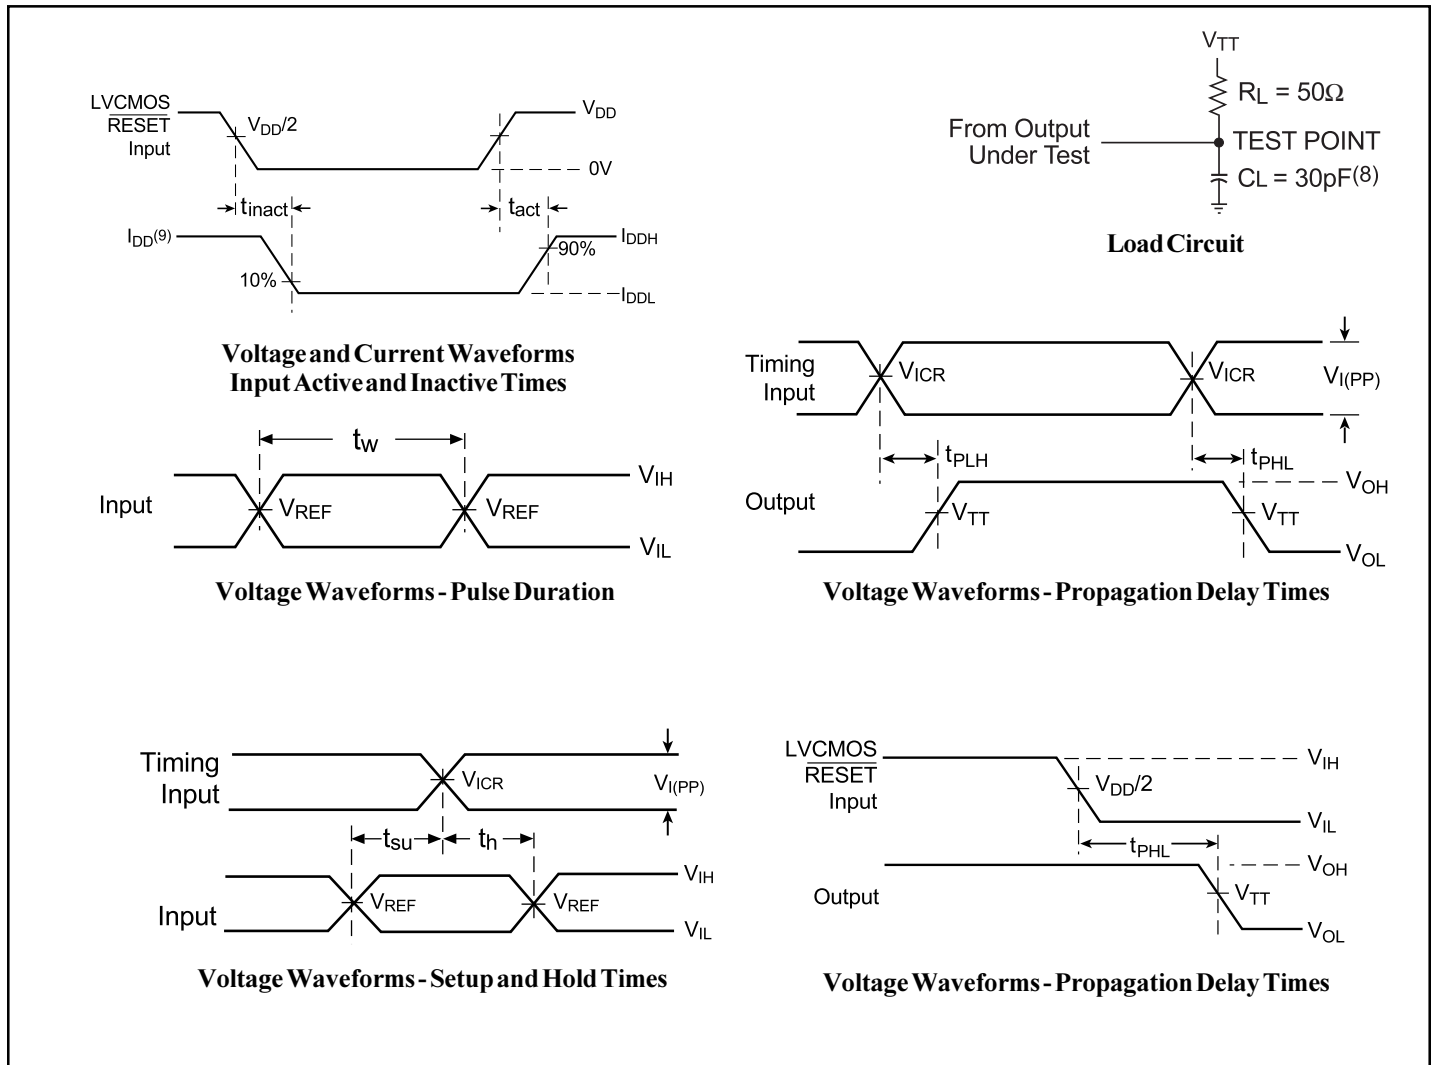 LVCMOS
RESET
Input
VDD/2
VDD
0V
tinact
tact
IDD(9)
IDDH
90%
10%
IDDL
Voltage and Current Waveforms
Input Active and Inactive Times
VTT
RL = 50Ω
From Output
Under Test
TEST POINT
CL = 30pF(8)
Load Circuit
tw
Input
VREF
VREF
VIH
VIL
Voltage Waveforms - Pulse Duration
Timing
Input
VICR
VICR
VI(PP)
tPLH
tPHL
Output
VTT
VTT
VOH
VOL
Voltage Waveforms - Propagation Delay Times
Timing
Input
VICR
VI(PP)
tsu
th
Input
VREF
VREF
VIH
VIL
Voltage Waveforms - Setup and Hold Times
LVCMOS
RESET
Input
VDD/2
VIH
VIL
tPHL
Output
VOH
VTT
VOL
Voltage Waveforms - Propagation Delay Times